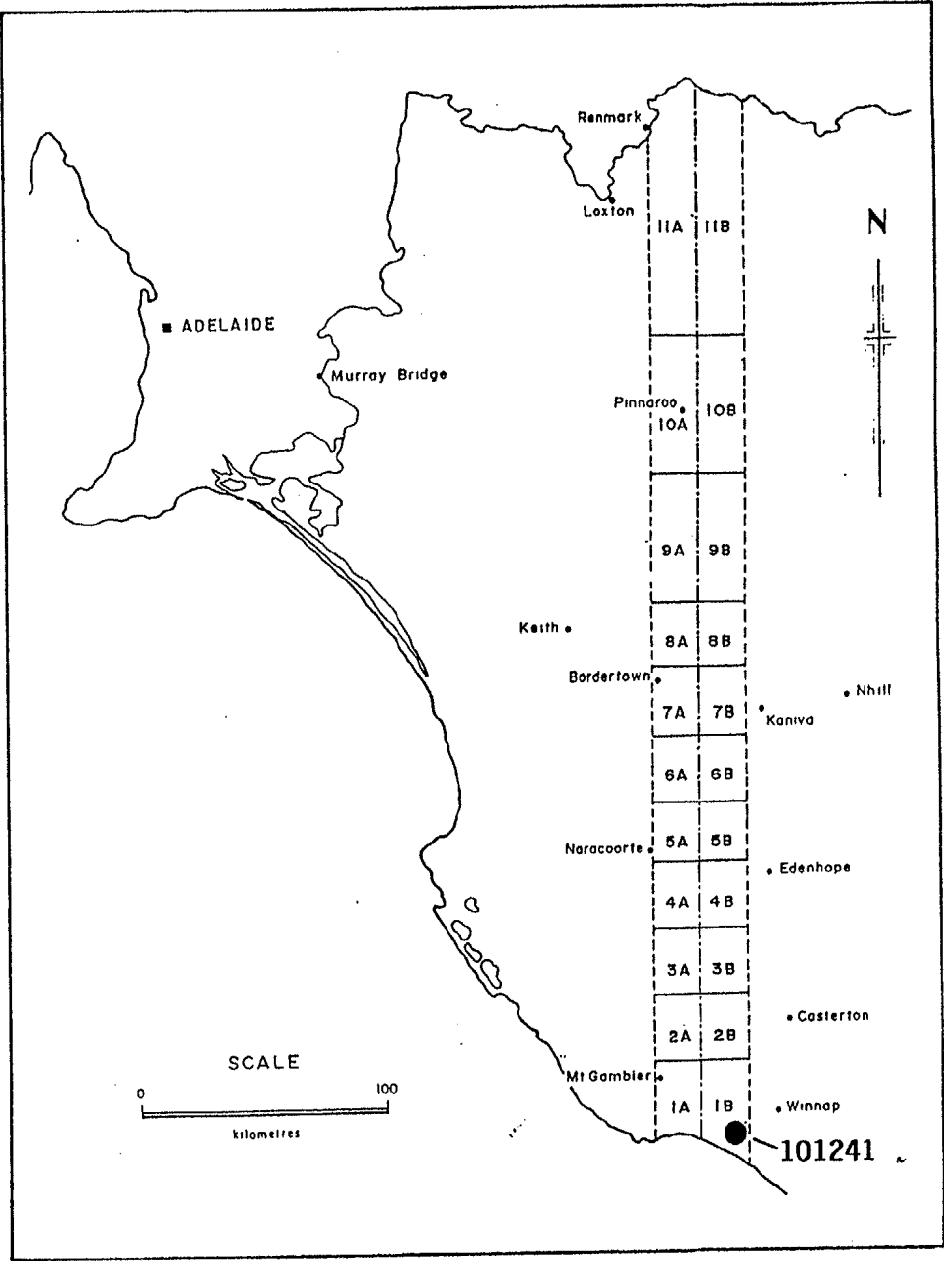 Renmark
Loxton
11A 11B
N
ADELAIDE
Murray Bridge
Pinnaroo
10A 10B
9A 9B
Keith
8A 8B
Bordertown
Nhill
7A 7B
Kaniva
6A 6B
Naracoorte
5A 5B
Edenhope
4A 4B
3A 3B
Casterton
2A 2B
SCALE
Mt Gambier
0 100
1A 1B
Winnap
kilometres
101241